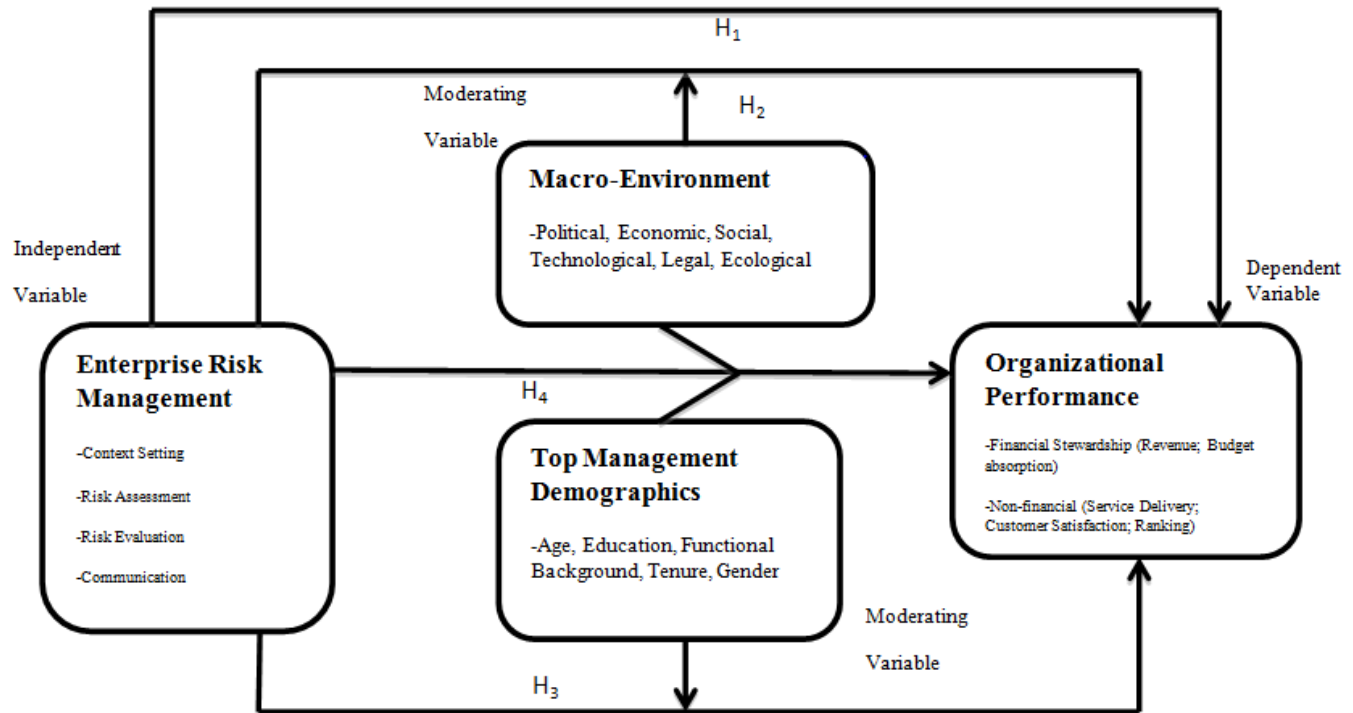 H₁
Moderating
Variable
H₂
Macro-Environment
-Political, Economic, Social,
Technological, Legal, Ecological
Independent
Variable
Dependent
Variable
Enterprise Risk
Management
-Context Setting
-Risk Assessment
-Risk Evaluation
-Communication
H₄
Organizational
Performance
-Financial Stewardship (Revenue; Budget
absorption)
-Non-financial (Service Delivery;
Customer Satisfaction; Ranking)
Top Management
Demographics
-Age, Education, Functional
Background, Tenure, Gender
Moderating
Variable
H₃